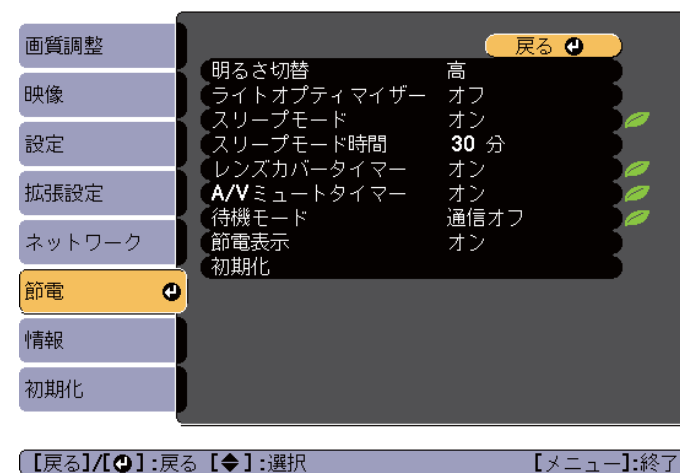 画質調整
映像
設定
拡張設定
ネットワーク
節電
情報
初期化
戻る
明るさ切替 高
ライトオプティマイザー オフ
スリープモード オン
スリープモード時間 30 分
レンズカバータイマー オン
A/Vミュートタイマー オン
待機モード 通信オフ
節電表示 オン
初期化
[戻る]/[⏎]:戻る [◆]:選択 [メニュー]:終了